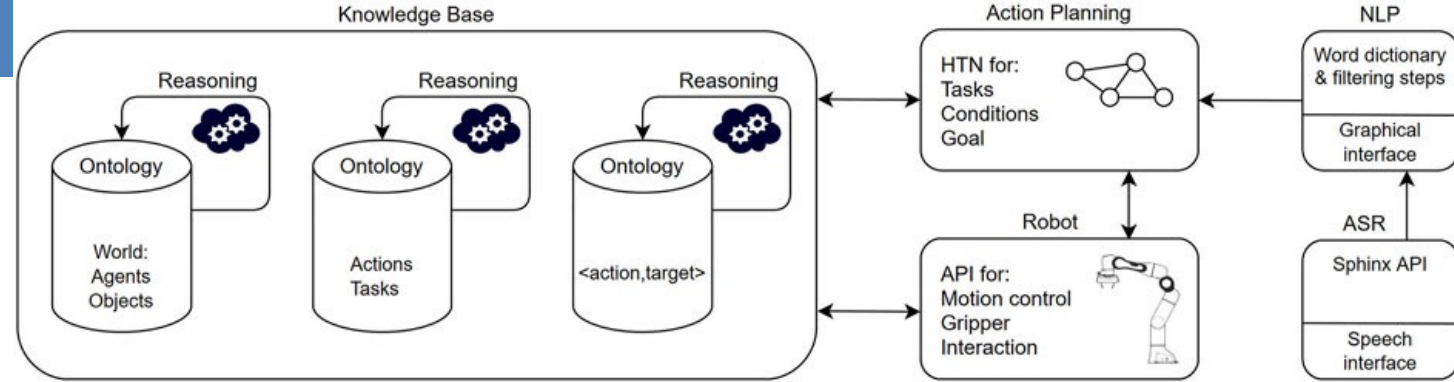 Knowledge Base
Reasoning
Ontology
World:
Agents
Objects
Reasoning
Ontology
Actions
Tasks
Reasoning
Ontology
<action,target>
Action Planning
HTN for:
Tasks
Conditions
Goal
Robot
API for:
Motion control
Gripper
Interaction
NLP
Word dictionary
& filtering steps
Graphical
interface
ASR
Sphinx API
Speech
interface